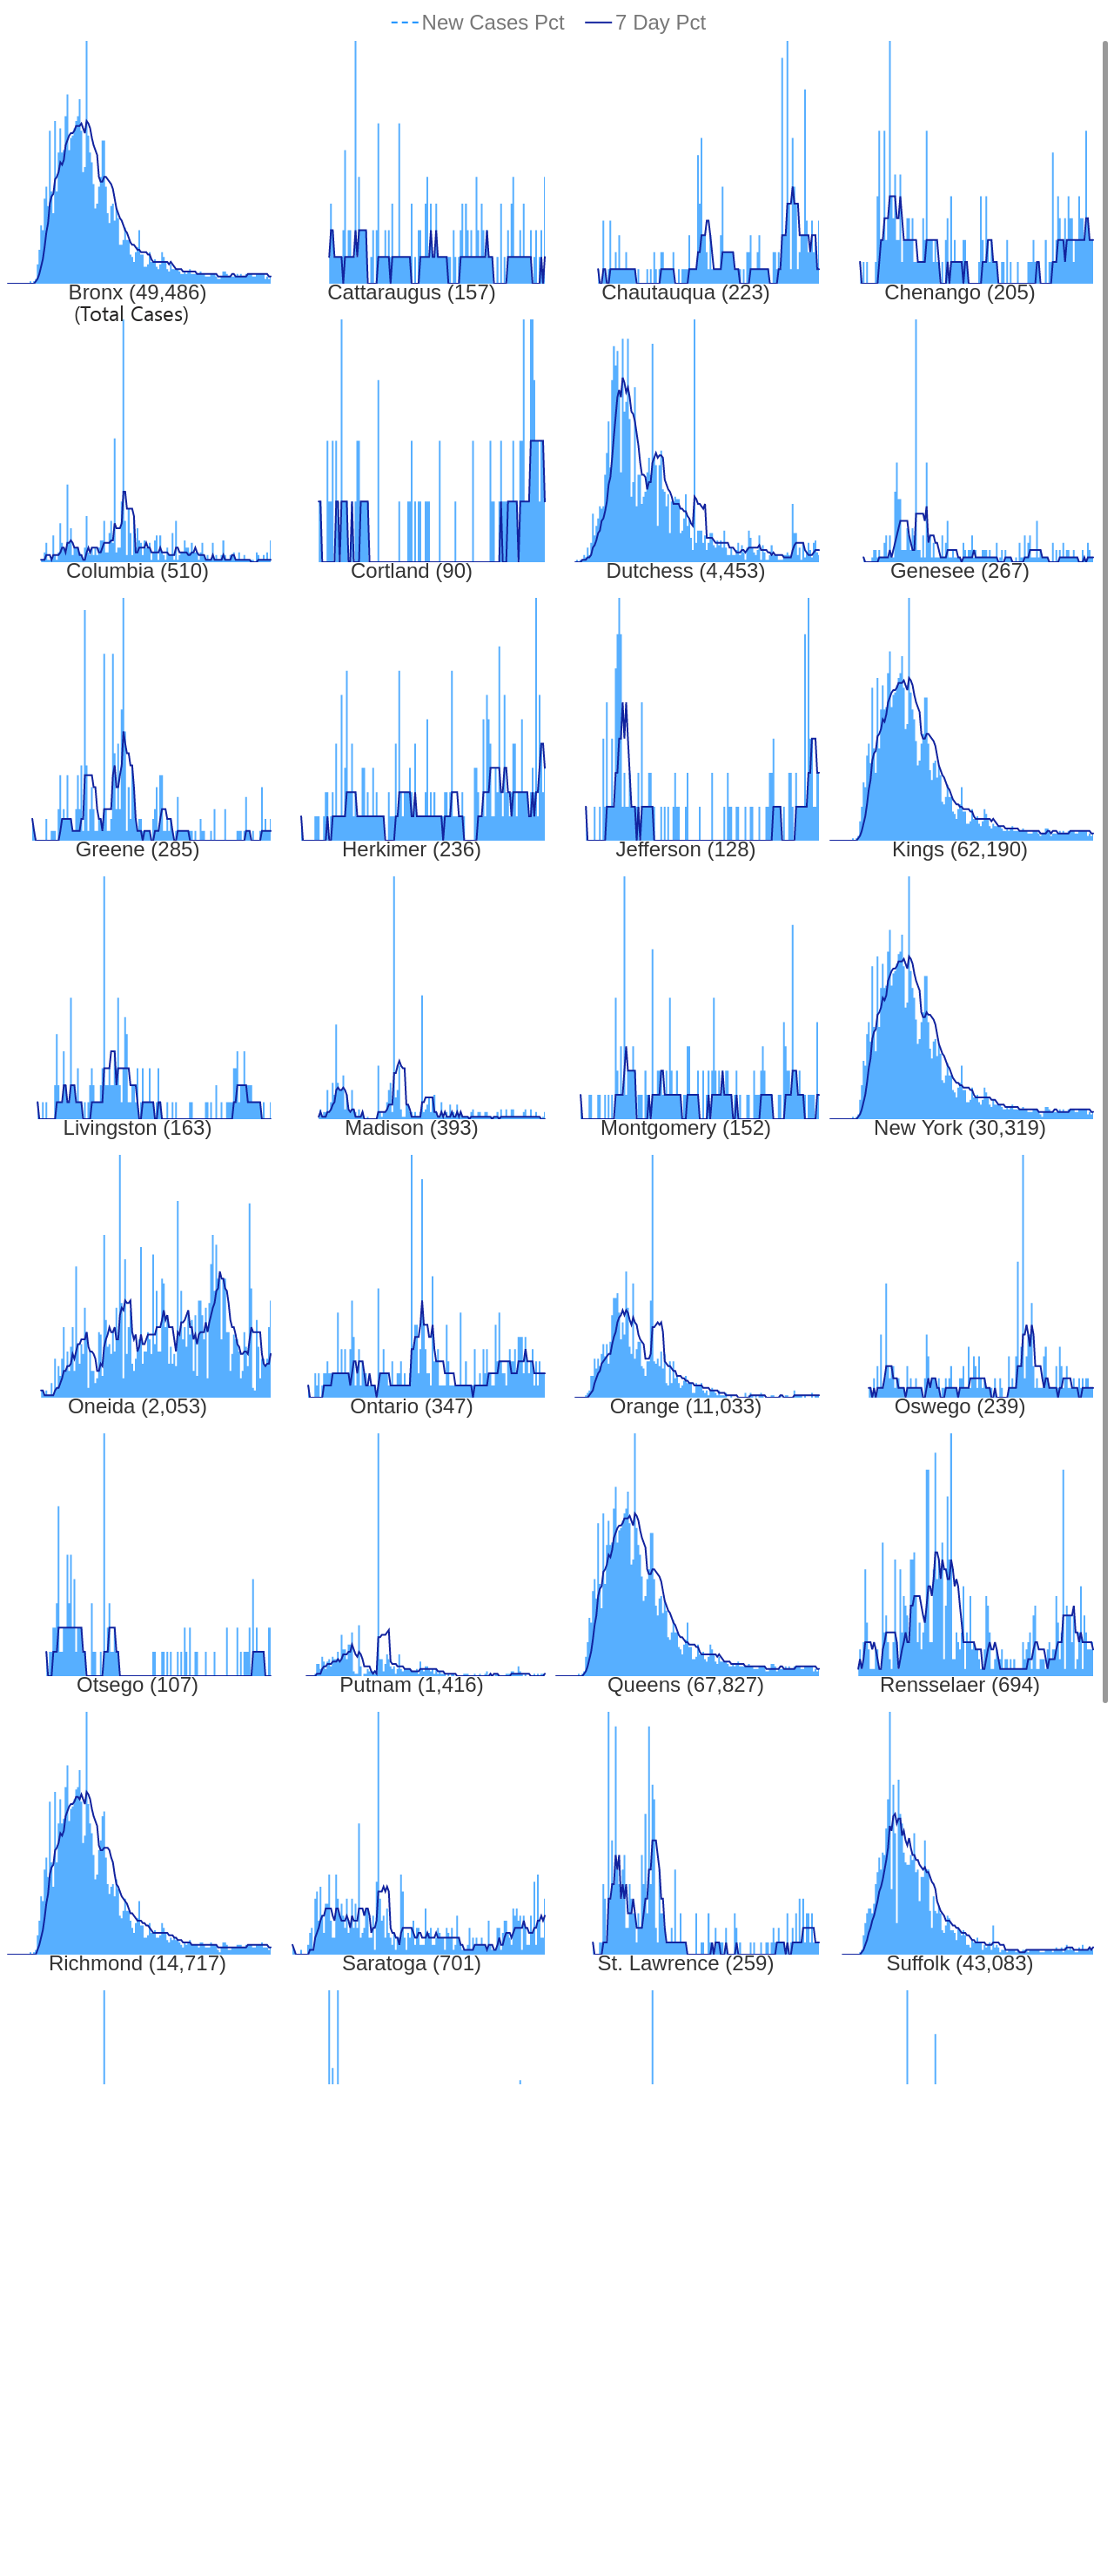 New Cases Pct 7 Day Pct
Bronx (49,486) Cattaraugus (157) Chautauqua (223) Chenango (205)
(Total Cases)
Columbia (510) Cortland (90) Dutchess (4,453) Genesee (267)
Greene (285) Herkimer (236) Jefferson (128) Kings (62,190)
Livingston (163) Madison (393) Montgomery (152) New York (30,319)
Oneida (2,053) Ontario (347) Orange (11,033) Oswego (239)
Otsego (107) Putnam (1,416) Queens (67,827) Rensselaer (694)
Richmond (14,717) Saratoga (701) St. Lawrence (259) Suffolk (43,083)